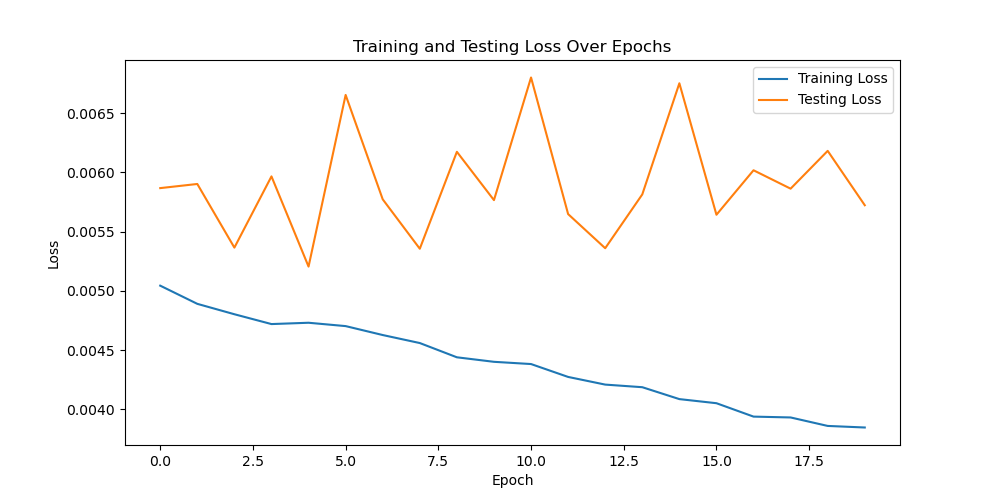 Training and Testing Loss Over Epochs
Training Loss
Testing Loss
0.0065
0.0060
0.0055
0.0050
0.0045
0.0040
Loss
0.0 2.5 5.0 7.5 10.0 12.5 15.0 17.5
Epoch